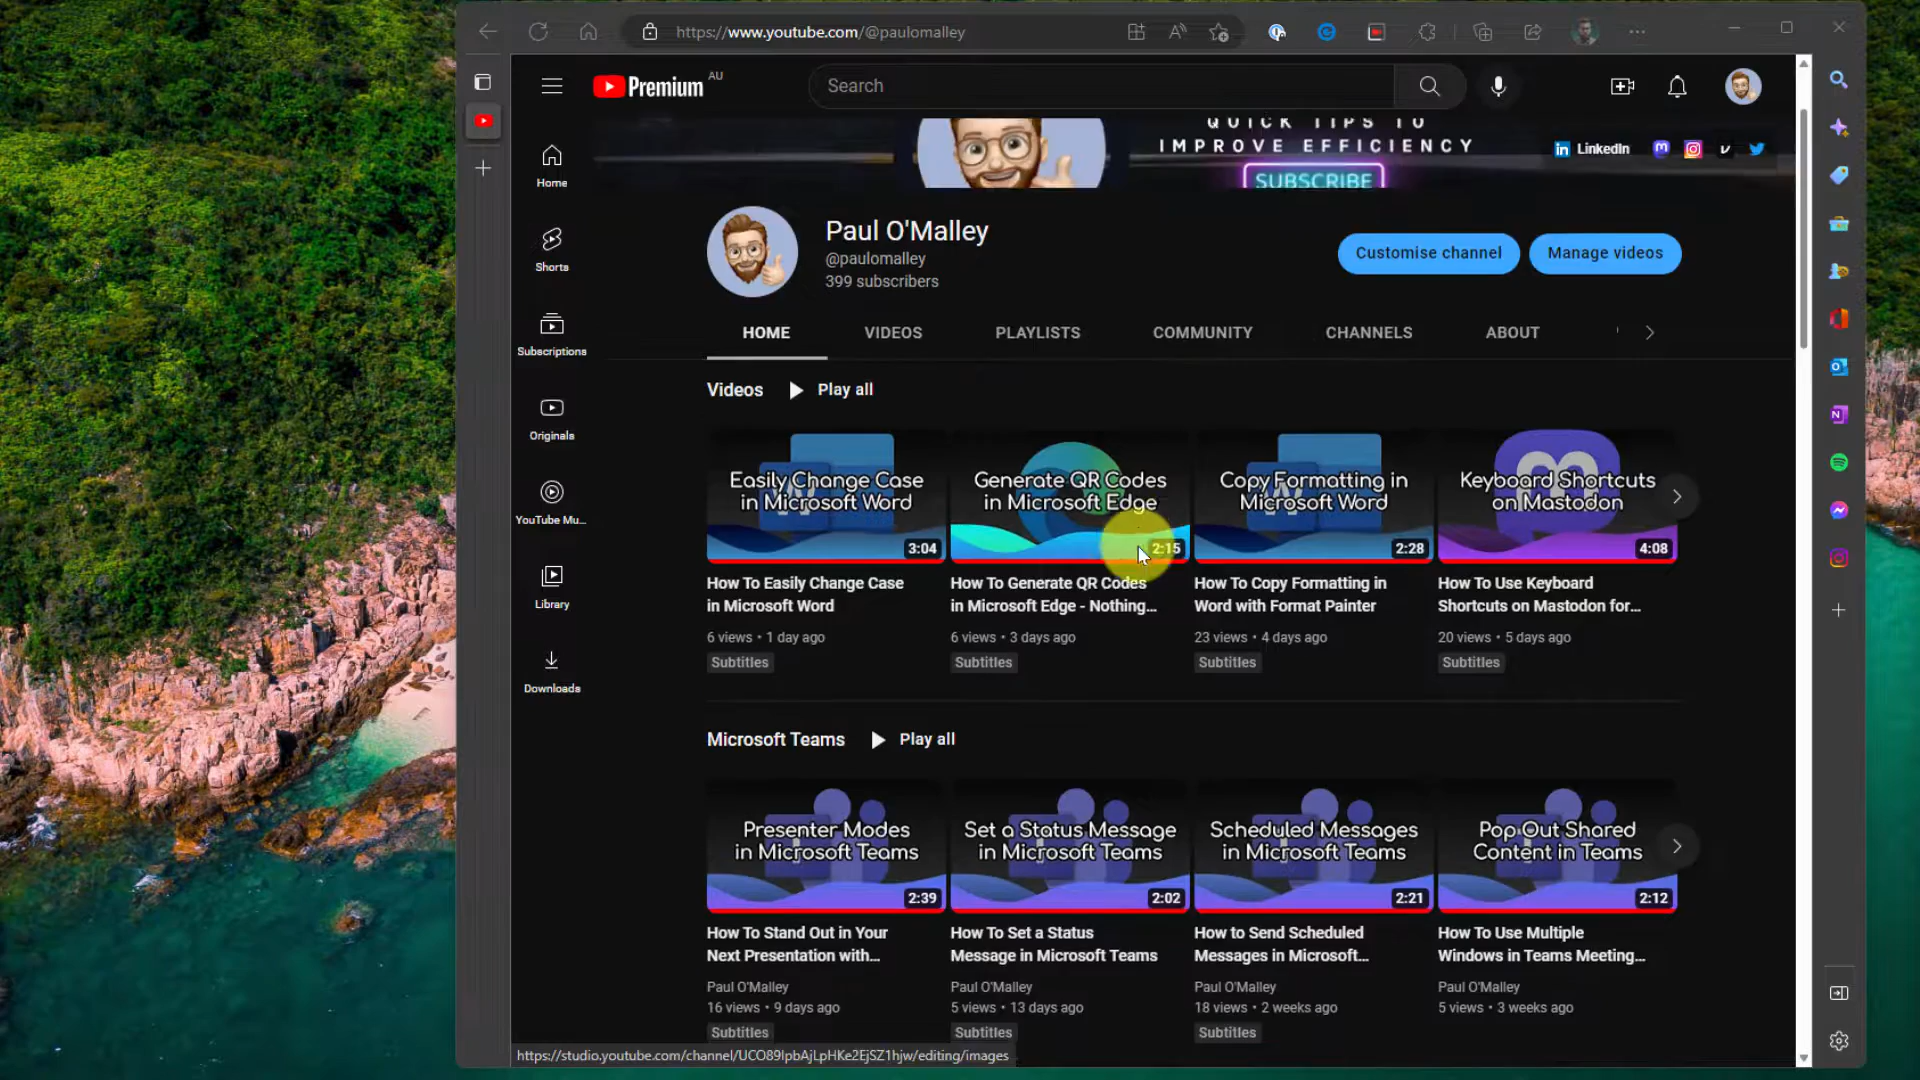 https://www.youtube.com/@paulomalley
Premium AU
Search
QUICK TIPS TO
IMPROVE EFFICIENCY
SUBSCRIBE
LinkedIn
Home
Shorts
Subscriptions
Originals
YouTube Mu...
Library
Downloads
Paul O'Malley
@paulomalley
399 subscribers
Customise channel
Manage videos
HOME VIDEOS PLAYLISTS COMMUNITY CHANNELS ABOUT
Videos Play all
Easily Change Case
in Microsoft Word
3:04
How To Easily Change Case
in Microsoft Word
6 views • 1 day ago
Subtitles
Generate QR Codes
in Microsoft Edge
2:15
How To Generate QR Codes
in Microsoft Edge - Nothing...
6 views • 3 days ago
Subtitles
Copy Formatting in
Microsoft Word
2:28
How To Copy Formatting in
Word with Format Painter
23 views • 4 days ago
Subtitles
Keyboard Shortcuts
on Mastodon
4:08
How To Use Keyboard
Shortcuts on Mastodon for...
20 views • 5 days ago
Subtitles
Microsoft Teams Play all
Presenter Modes
in Microsoft Teams
2:39
How To Stand Out in Your
Next Presentation with...
Paul O'Malley
16 views • 9 days ago
Subtitles
Set a Status Message
in Microsoft Teams
2:02
How To Set a Status
Message in Microsoft Teams
Paul O'Malley
5 views • 13 days ago
Subtitles
Scheduled Messages
in Microsoft Teams
2:21
How to Send Scheduled
Messages in Microsoft...
Paul O'Malley
18 views • 2 weeks ago
Subtitles
Pop Out Shared
Content in Teams
2:12
How To Use Multiple
Windows in Teams Meeting...
Paul O'Malley
5 views • 3 weeks ago
https://studio.youtube.com/channel/UCO89IpbAjLpHKe2EjSZ1hjw/editing/images